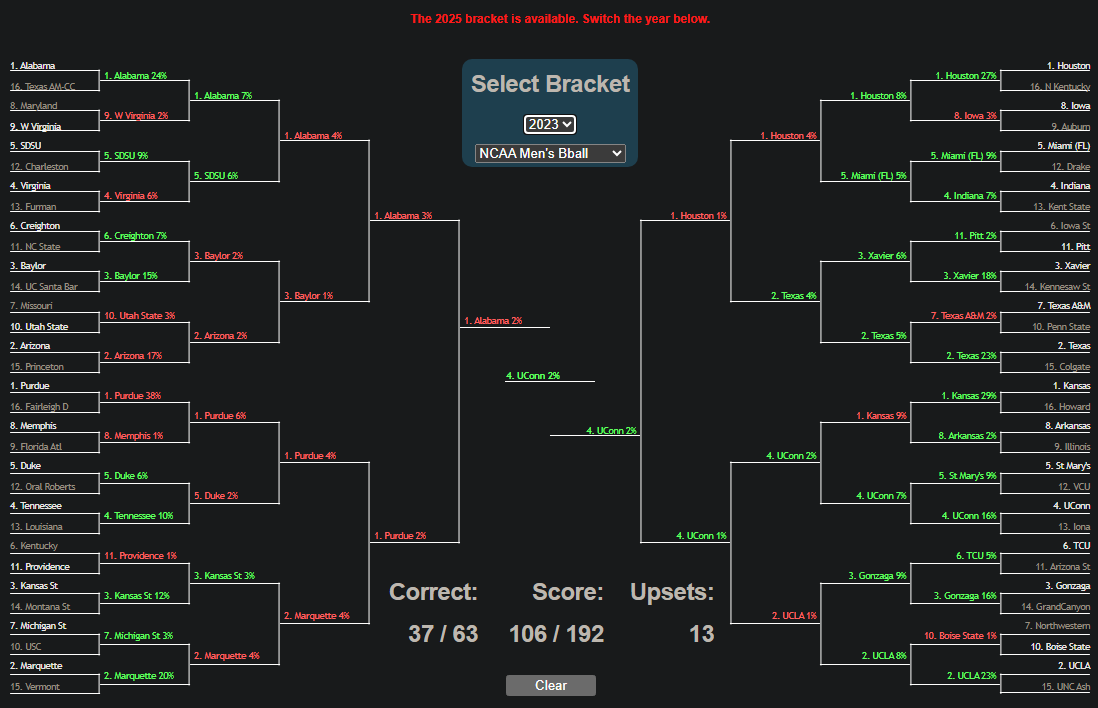 The 2025 bracket is available. Switch the year below.
Select Bracket
2023
NCAA Men's Bball
1. Alabama
16. Texas AM-CC
8. Maryland
9. W Virginia
5. SDSU
12. Charleston
4. Virginia
13. Furman
6. Creighton
11. NC State
3. Baylor
14. UC Santa Bar
7. Missouri
10. Utah State
2. Arizona
15. Princeton
1. Purdue
16. Fairleigh D
8. Memphis
9. Florida Atl
5. Duke
12. Oral Roberts
4. Tennessee
13. Louisiana
6. Kentucky
11. Providence
3. Kansas St
14. Montana St
7. Michigan St
10. USC
2. Marquette
15. Vermont
1. Alabama 24%
9. W Virginia 2%
5. SDSU 9%
4. Virginia 6%
6. Creighton 7%
3. Baylor 15%
10. Utah State 3%
2. Arizona 17%
1. Purdue 38%
8. Memphis 1%
5. Duke 6%
4. Tennessee 10%
11. Providence 1%
3. Kansas St 12%
7. Michigan St 3%
2. Marquette 20%
1. Alabama 7%
5. SDSU 6%
3. Baylor 2%
2. Arizona 2%
1. Purdue 6%
5. Duke 2%
3. Kansas St 3%
2. Marquette 4%
1. Alabama 4%
3. Baylor 1%
1. Purdue 4%
2. Marquette 4%
1. Alabama 3%
1. Purdue 2%
1. Alabama 2%
4. UConn 2%
4. UConn 2%
1. Houston 1%
4. UConn 1%
1. Houston 4%
2. Texas 4%
4. UConn 2%
2. UCLA 1%
1. Houston 8%
5. Miami (FL) 5%
3. Xavier 6%
2. Texas 5%
1. Kansas 9%
4. UConn 7%
3. Gonzaga 9%
2. UCLA 8%
1. Houston 27%
8. Iowa 3%
5. Miami (FL) 9%
4. Indiana 7%
11. Pitt 2%
3. Xavier 18%
7. Texas A&M 2%
2. Texas 23%
1. Kansas 29%
8. Arkansas 2%
5. St Mary's 9%
4. UConn 16%
6. TCU 5%
3. Gonzaga 16%
10. Boise State 1%
2. UCLA 23%
1. Houston
16. N Kentucky
8. Iowa
9. Auburn
5. Miami (FL)
12. Drake
4. Indiana
13. Kent State
6. Iowa St
11. Pitt
3. Xavier
14. Kennesaw St
7. Texas A&M
10. Penn State
2. Texas
15. Colgate
1. Kansas
16. Howard
8. Arkansas
9. Illinois
5. St Mary's
12. VCU
4. UConn
13. Iona
6. TCU
11. Arizona St
3. Gonzaga
14. GrandCanyon
7. Northwestern
10. Boise State
2. UCLA
15. UNC Ash
Correct: Score: Upsets:
37 / 63 106 / 192 13
Clear